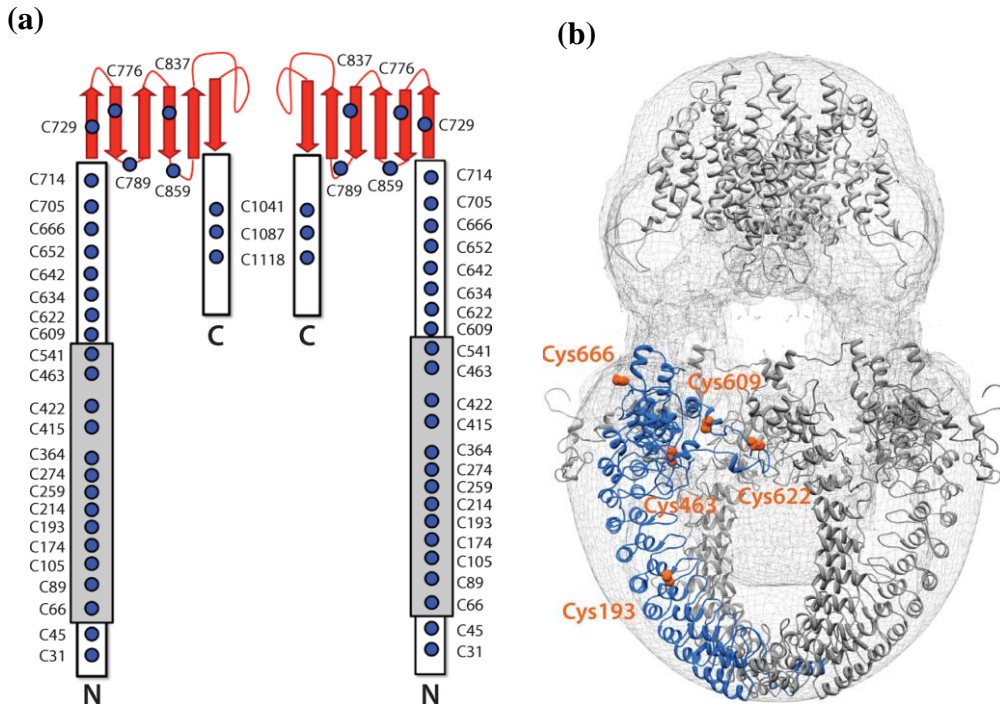 (a)
C837
C776
C837
C776
C729
C729
C789
C859
C789
C859
C714
C705
C666
C652
C642
C634
C622
C609
C541
C463
C422
C415
C364
C274
C259
C214
C193
C174
C105
C89
C66
C45
C31
N
C1041
C1087
C1118
C
C
C714
C705
C666
C652
C642
C634
C622
C609
C541
C463
C422
C415
C364
C274
C259
C214
C193
C174
C105
C89
C66
C45
C31
N
(b)
Cys666
Cys609
Cys463
Cys622
Cys193